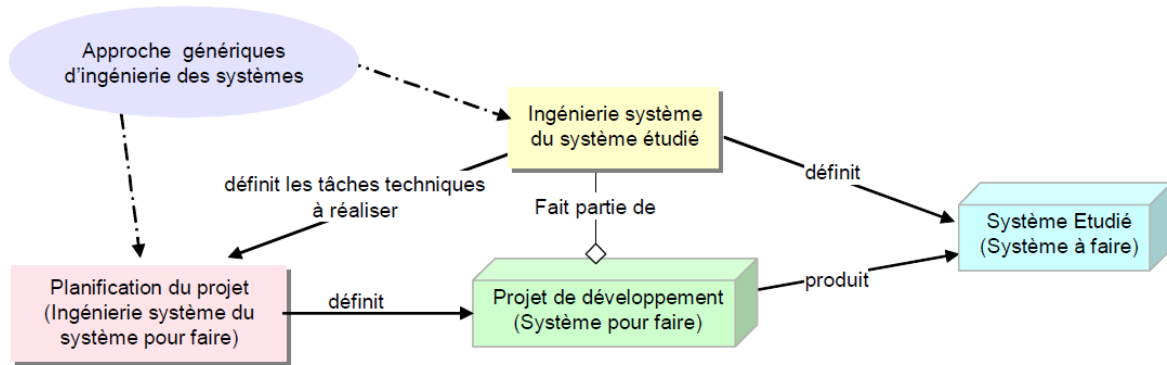 Approche génériques
d'ingénierie des systèmes
Ingénierie système
du système étudié
définit les tâches techniques
à réaliser
définit
Fait partie de
Système Etudié
(Système à faire)
Planification du projet
(Ingénierie système du
système pour faire)
définit
Projet de développement
(Système pour faire)
produit